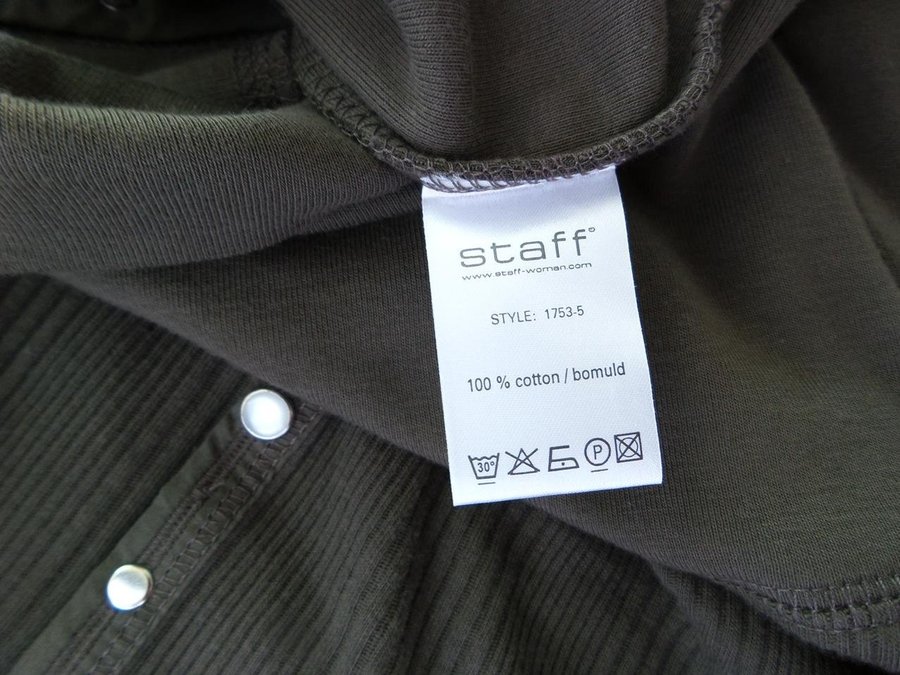 staff®
www.staff-woman.com
STYLE: 1753-5
100 % cotton / bomuld
30° P